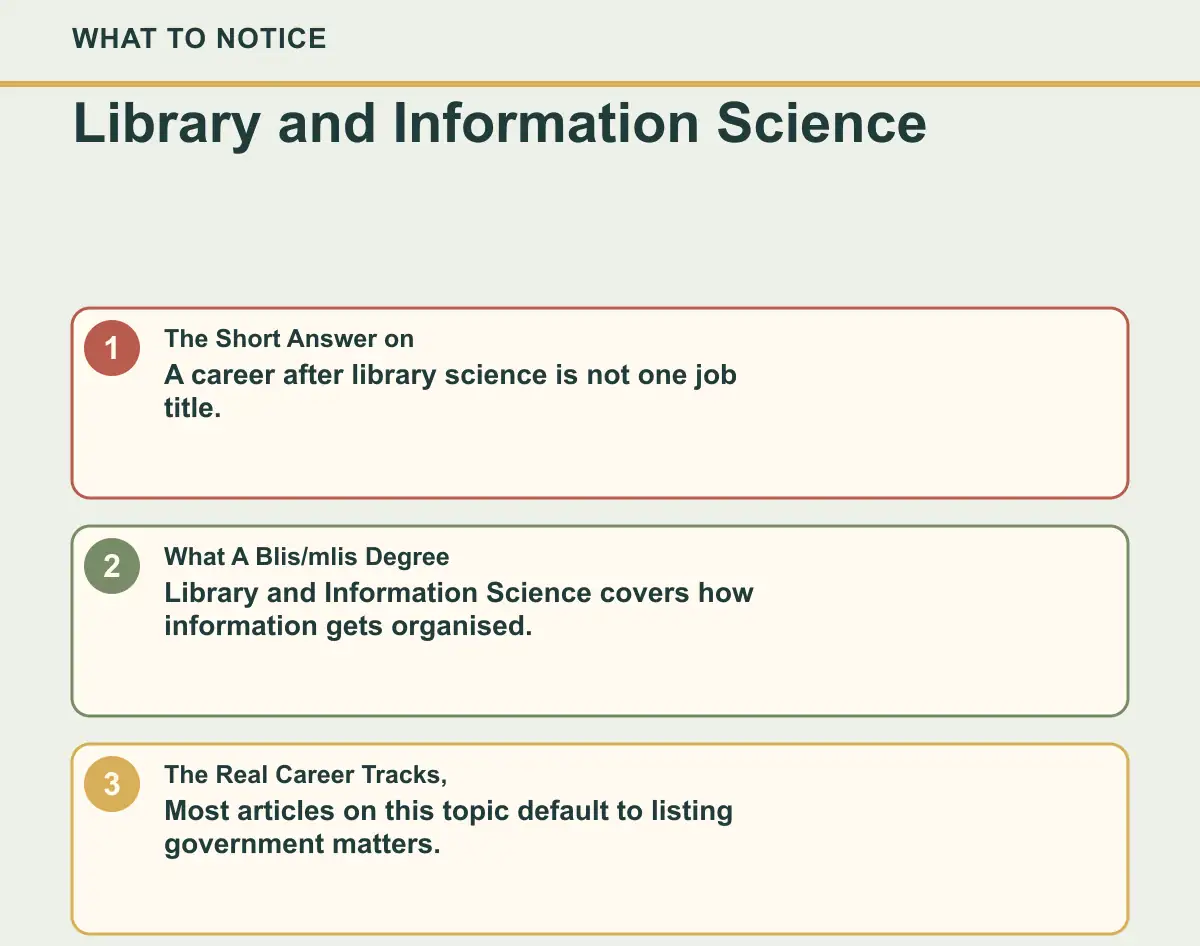 WHAT TO NOTICE
Library and Information Science
1
The Short Answer on
A career after library science is not one job
title.
2
What A Blis/mlis Degree
Library and Information Science covers how
information gets organised.
3
The Real Career Tracks,
Most articles on this topic default to listing
government matters.